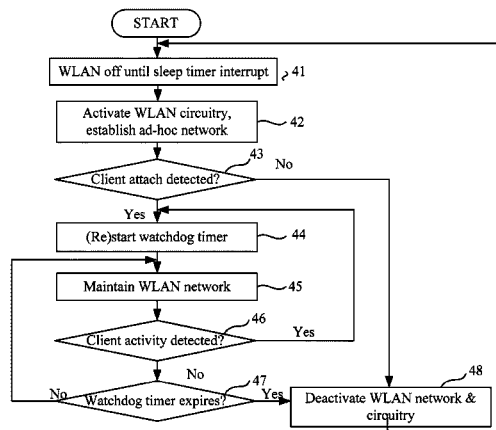 START
WLAN off until sleep timer interrupt
41
Activate WLAN circuitry,
establish ad-hoc network
42
43
Client attach detected?
No
Yes
(Re)start watchdog timer
44
Maintain WLAN network
45
46
Client activity detected?
Yes
No
47
Watchdog timer expires?
No
Yes
48
Deactivate WLAN network &
circuitry